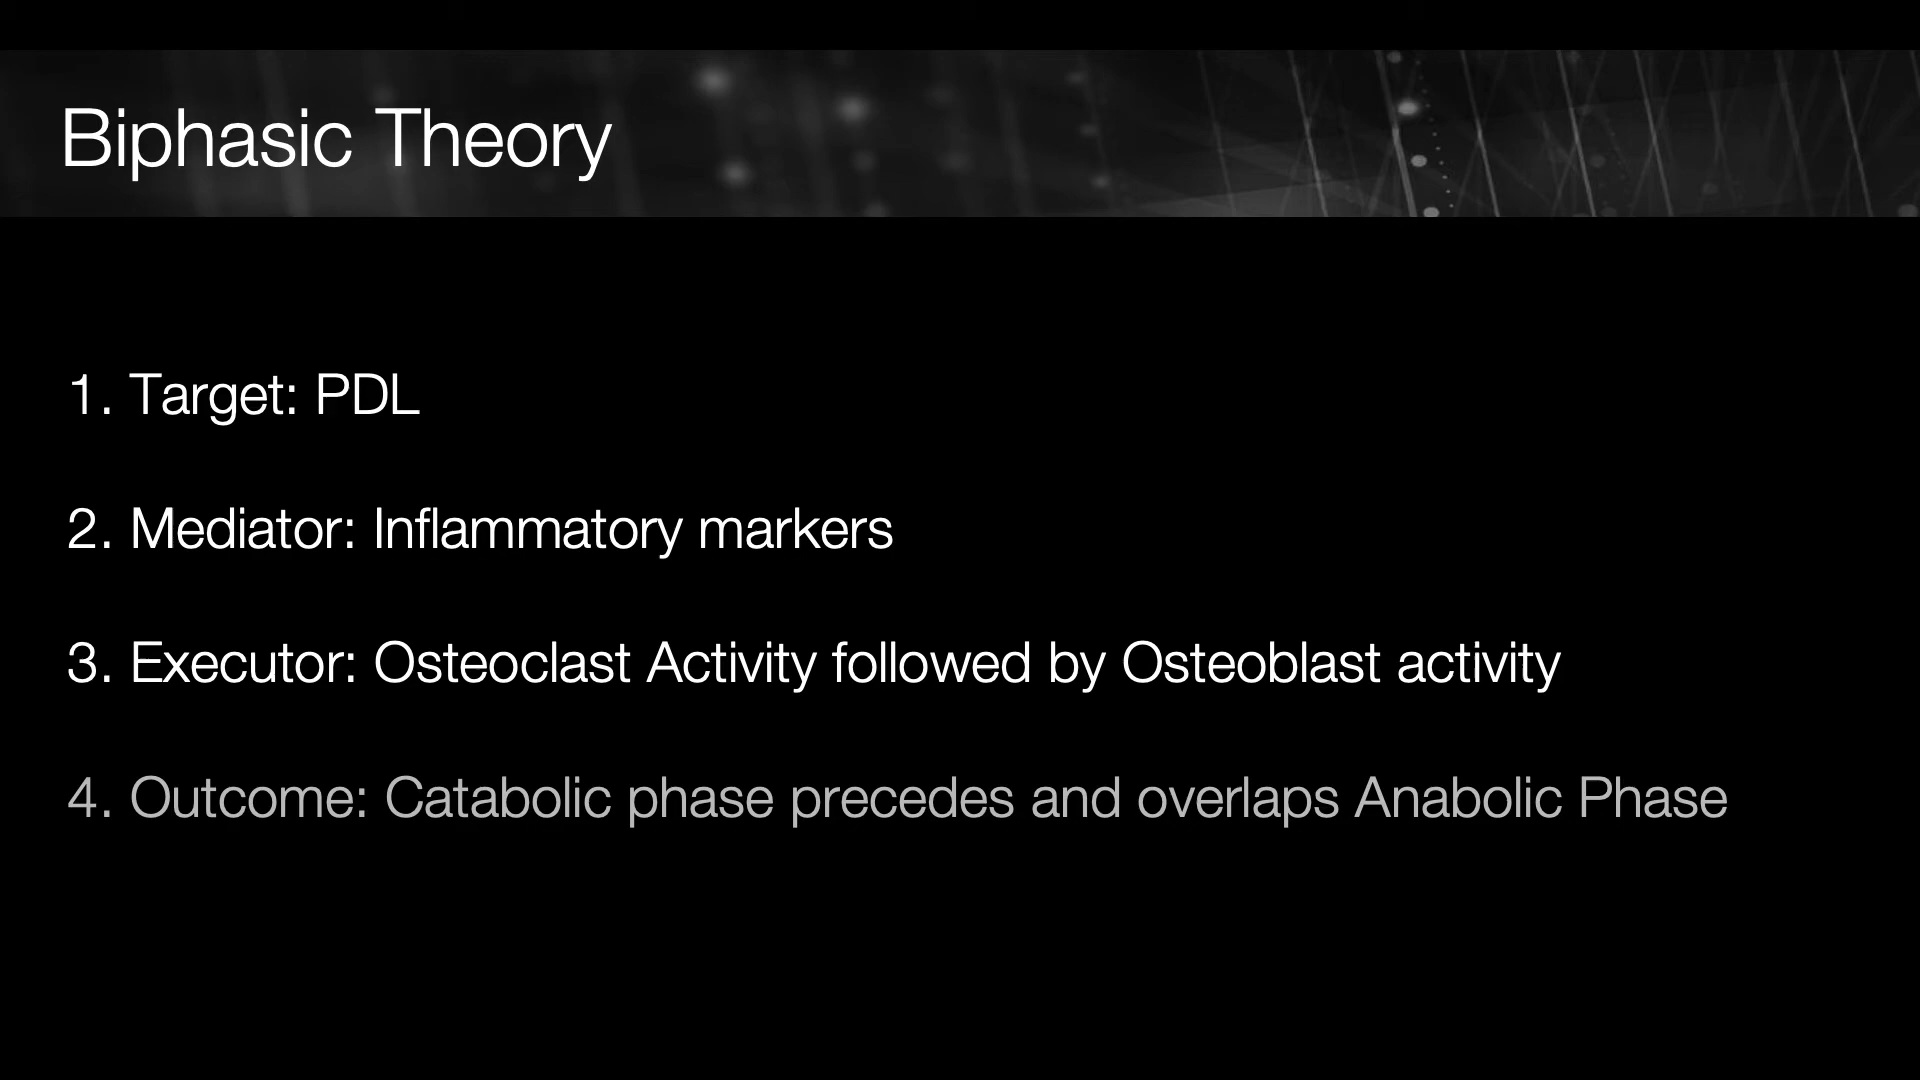 Biphasic Theory
1. Target: PDL
2. Mediator: Inflammatory markers
3. Executor: Osteoclast Activity followed by Osteoblast activity
4. Outcome: Catabolic phase precedes and overlaps Anabolic Phase